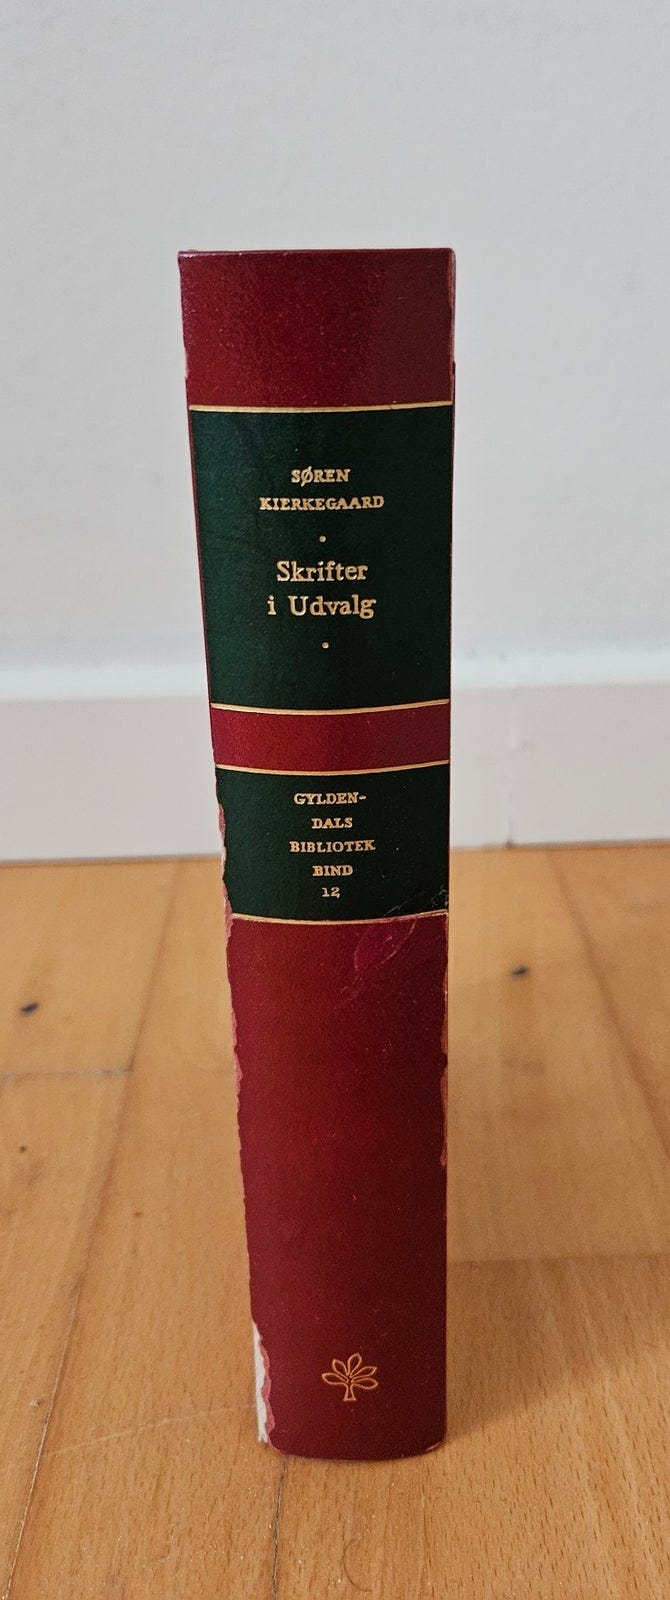 SØREN
KIERKEGAARD
Skrifter
i Udvalg
GYLDEN-
DALS
BIBLIOTEK
BIND
12